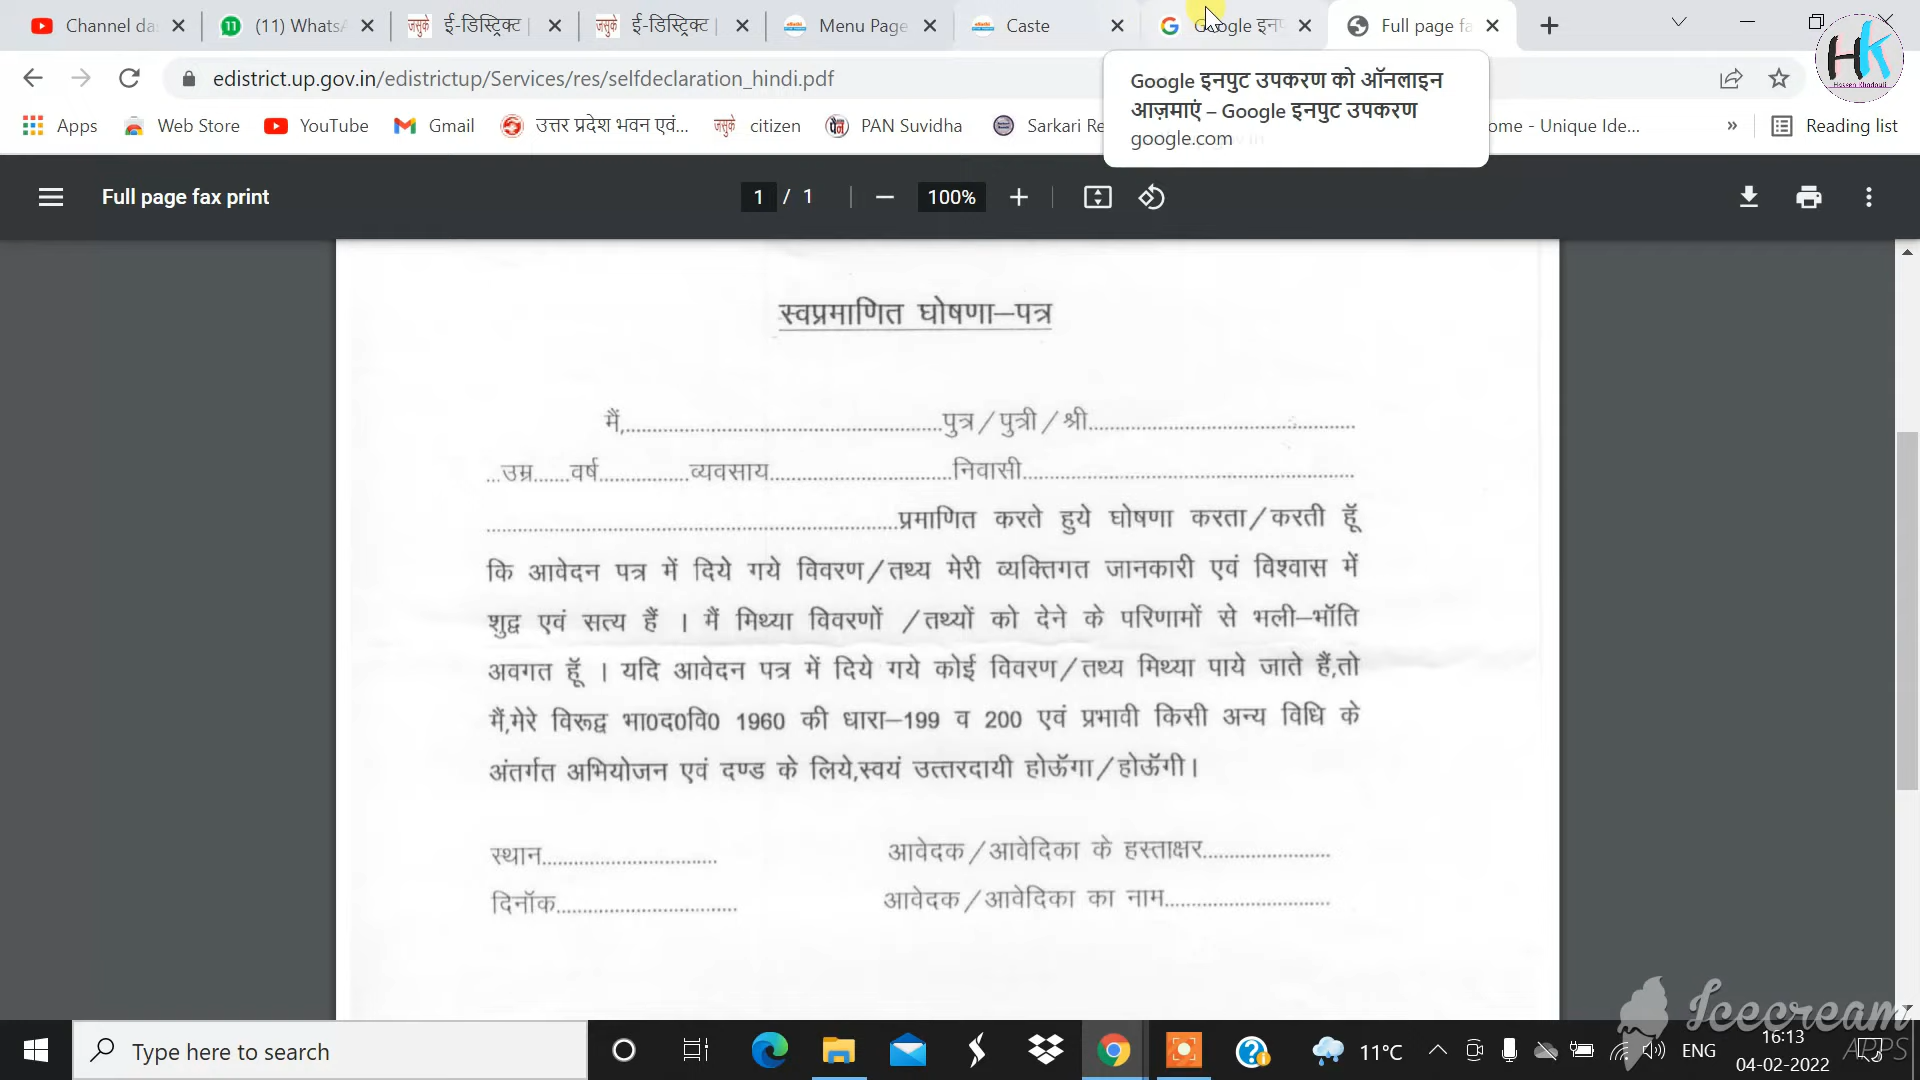 Channel da
(11) WhatsA
ई-डिस्ट्रिक्ट |
ई-डिस्ट्रिक्ट |
Menu Page
Caste
Google इनपु
Full page fa
HK
edistrict.up.gov.in/edistrictup/Services/res/selfdeclaration_hindi.pdf
Google इनपुट उपकरण को ऑनलाइन
आज़माएं – Google इनपुट उपकरण
google.com
Apps
Web Store
YouTube
Gmail
उत्तर प्रदेश भवन एवं...
citizen
PAN Suvidha
Sarkari Re
ome - Unique Ide...
»
Reading list
Full page fax print
1 / 1
100%
स्वप्रमाणित घोषणा–पत्र
मैं,..................................................पुत्र/पुत्री/श्री..........................................
...उम्र......वर्ष...............व्यवसाय..............................निवासी.....................................................
.................................................................प्रमाणित करते हुये घोषणा करता/करती हॅूं
कि आवेदन पत्र में दिये गये विवरण/तथ्य मेरी व्यक्तिगत जानकारी एवं विश्वास में
शुद्व एवं सत्य हैं । मैं मिथ्या विवरणों /तथ्यों को देने के परिणामों से भली–भॉति
अवगत हॅूं । यदि आवेदन पत्र में दिये गये कोई विवरण/तथ्य मिथ्या पाये जाते हैं,तो
मैं,मेरे विरूद्व भा0द0वि0 1960 की धारा–199 व 200 एवं प्रभावी किसी अन्य विधि के
अंतर्गत अभियोजन एवं दण्ड के लिये,स्वयं उत्तरदायी होऊॅगा/होऊॅगी।
स्थान.............................. आवेदक/आवेदिका के हस्ताक्षर......................
दिनॉक............................... आवेदक/आवेदिका का नाम............................
Icecream
APPS
Type here to search
11°C
ENG
16:13
04-02-2022